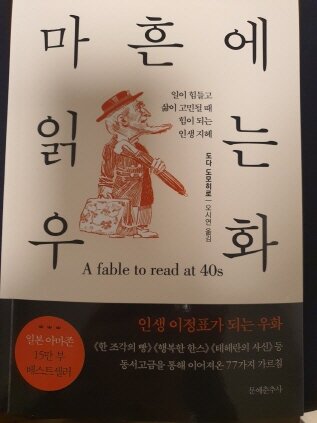 마흔에
읽는
우화
일이 힘들고
삶이 고민될 때
힘이 되는
인생 지혜
도다 도모히로 | 오시연 옮김
A fable to read at 40s
일본 아마존
15만 부
베스트셀러
인생 이정표가 되는 우화
《한 조각의 빵》《행복한 한스》《테헤란의 사신》 등
동서고금을 통해 이어져온 77가지 가르침
문예춘추사